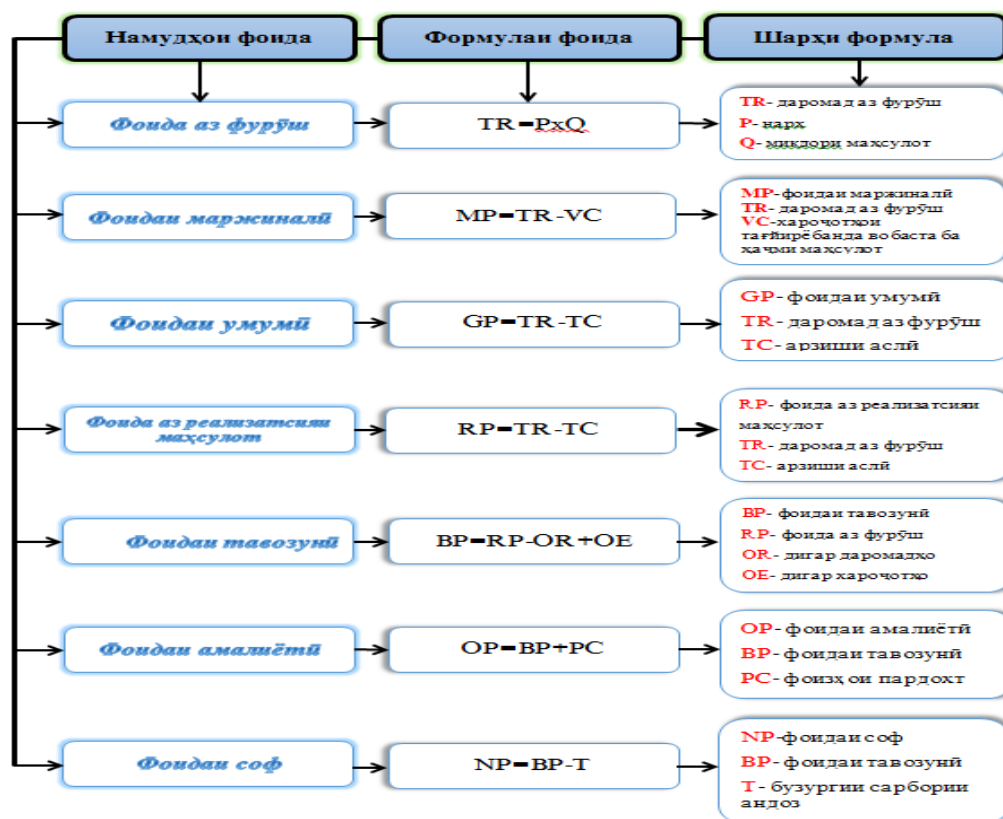 Намудҳои фоида
Формулаи фоида
Шарҳи формула
Фоида аз фурӯш
TR=PxQ
TR- даромад аз фурӯш
P- нарх
Q- миқдори маҳсулот
Фоидаи маржиналӣ
MP=TR-VC
MP-фоидаи маржиналӣ
TR- даромад аз фурӯш
VC-хароҷотҳои
тағйирёбанда вобаста ба
ҳаҷми маҳсулот
Фоидаи умумӣ
GP=TR-TC
GP- фоидаи умумӣ
TR- даромад аз фурӯш
TC- арзиши аслӣ
Фоида аз реализатсияи
маҳсулот
RP=TR-TC
RP- фоида аз реализатсияи
маҳсулот
TR- даромад аз фурӯш
TC- арзиши аслӣ
Фоидаи тавозунӣ
BP=RP-OR+OE
BP- фоидаи тавозунӣ
RP- фоида аз фурӯш
OR- дигар даромадҳо
OE- дигар хароҷотҳо
Фоидаи амалиётӣ
OP=BP+PC
OP-фоидаи амалиётӣ
BP-фоидаи тавозунӣ
PC-фоизҳои пардохт
Фоидаи соф
NP=BP-T
NP-фоидаи соф
BP-фоидаи тавозунӣ
T- бузургии сарбории
андоз